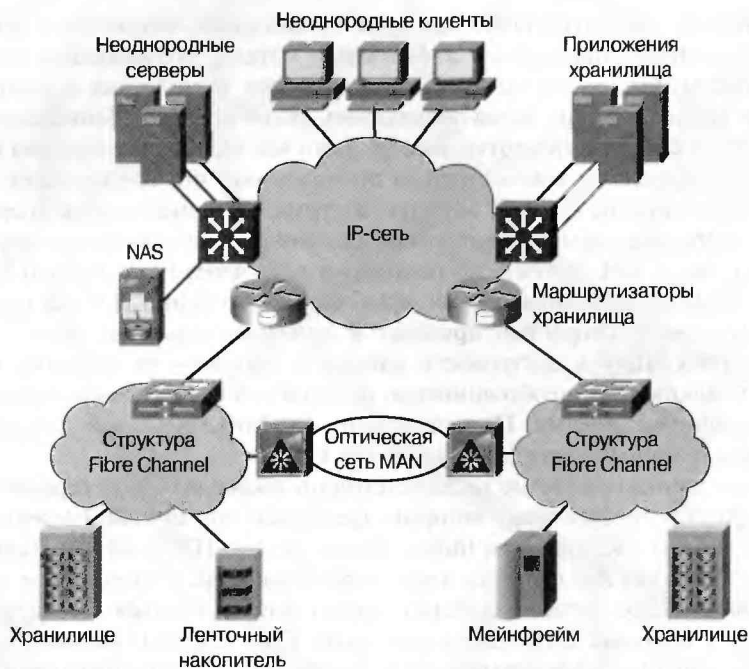 Неоднородные клиенты
Неоднородные
серверы
Приложения
хранилища
IP-сеть
NAS
Маршрутизаторы
хранилища
Структура
Fibre Channel
Оптическая
сеть MAN
Структура
Fibre Channel
Хранилище
Ленточный
накопитель
Мейнфрейм
Хранилище